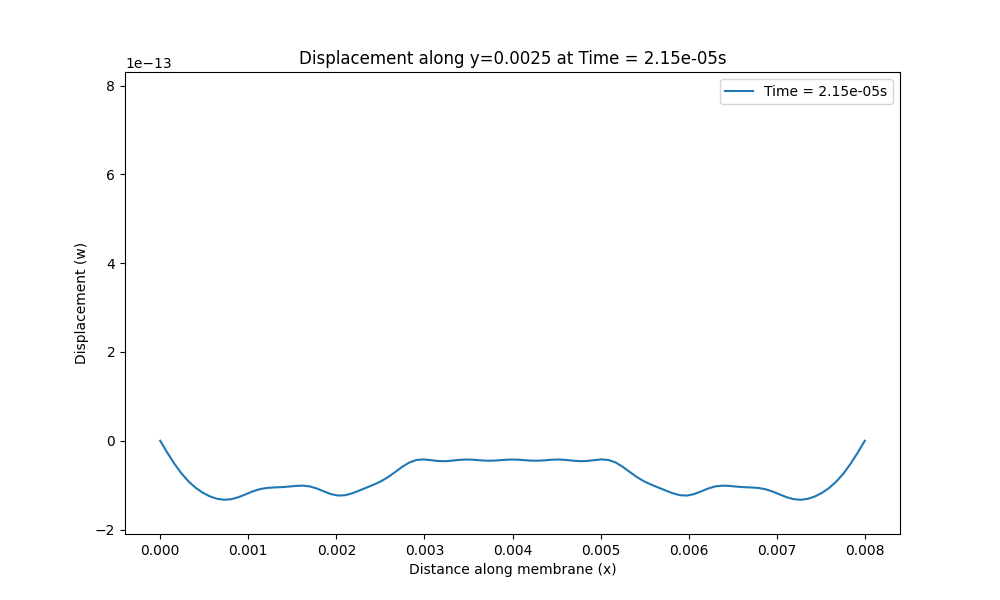 Displacement along y=0.0025 at Time = 2.15e-05s
1e−13
Time = 2.15e-05s
8
6
4
2
0
−2
Displacement (w)
0.000 0.001 0.002 0.003 0.004 0.005 0.006 0.007 0.008
Distance along membrane (x)